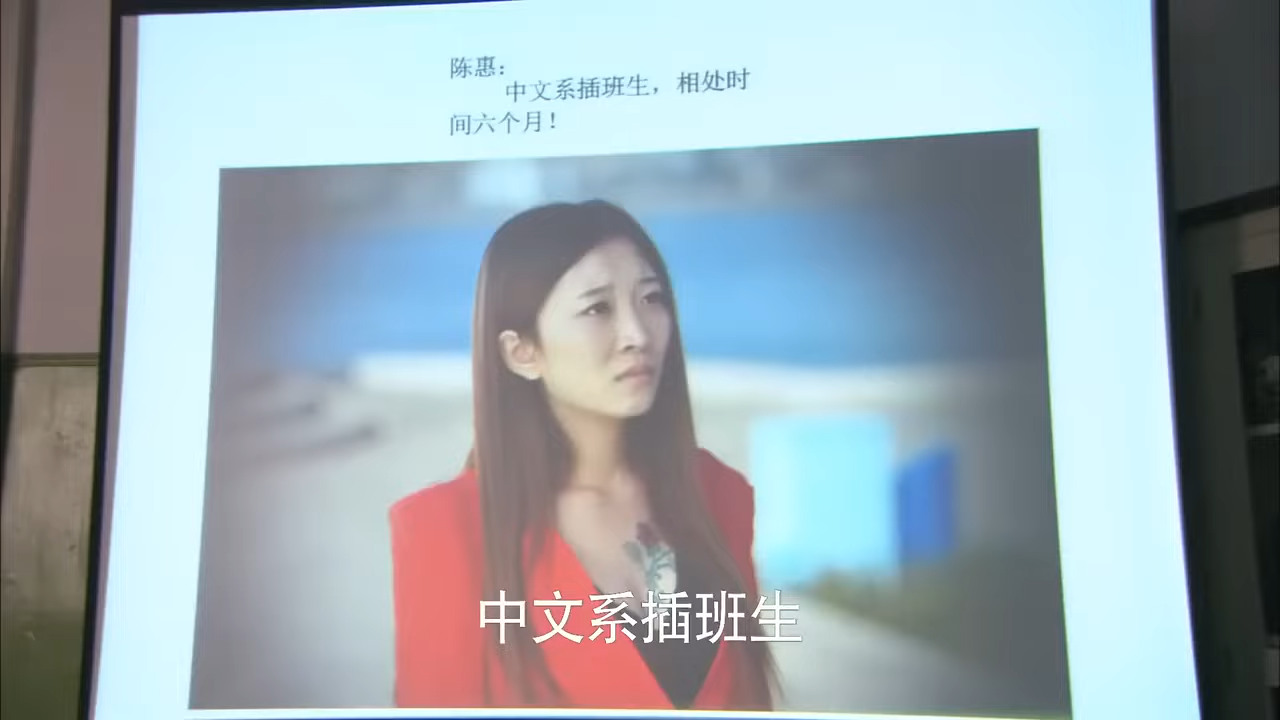 陈惠：
中文系插班生，相处时
间六个月！
中文系插班生